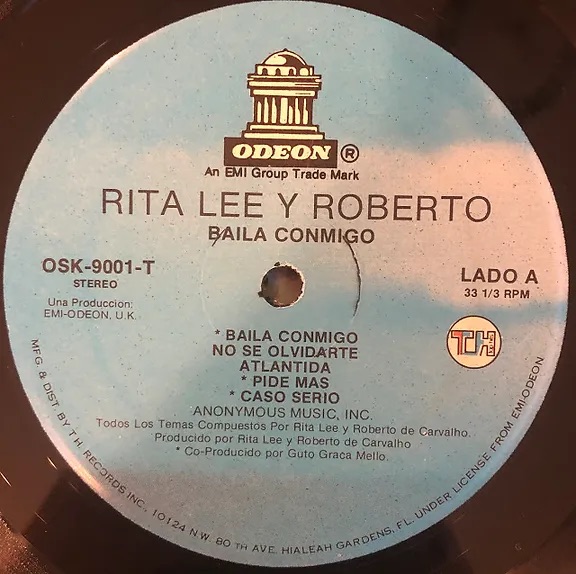 ODEON ®
An EMI Group Trade Mark
RITA LEE Y ROBERTO
BAILA CONMIGO
OSK-9001-T
STEREO
Una Produccion:
EMI-ODEON, U.K.
LADO A
33 1/3 RPM
* BAILA CONMIGO
NO SE OLVIDARTE
ATLANTIDA
* PIDE MAS
* CASO SERIO
ANONYMOUS MUSIC, INC.
Todos Los Temas Compuestos Por Rita Lee y Roberto de Carvalho.
Producido por Rita Lee y Roberto de Carvalho
* Co-Producido por Guto Graca Mello.
TH
MFG. & DIST. BY T.H. RECORDS INC., 10124 N.W. 80 TH AVE. HIALEAH GARDENS, FL. UNDER LICENSE FROM EMI-ODEON